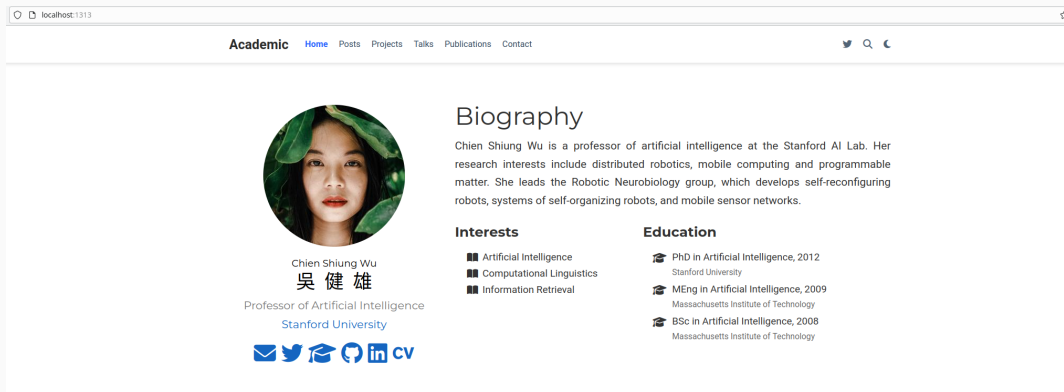 localhost:1313
Academic Home Posts Projects Talks Publications Contact
Biography
Chien Shiung Wu is a professor of artificial intelligence at the Stanford AI Lab. Her
research interests include distributed robotics, mobile computing and programmable
matter. She leads the Robotic Neurobiology group, which develops self-reconfiguring
robots, systems of self-organizing robots, and mobile sensor networks.
Chien Shiung Wu
吳健雄
Professor of Artificial Intelligence
Stanford University
CV
Interests
Artificial Intelligence
Computational Linguistics
Information Retrieval
Education
PhD in Artificial Intelligence, 2012
Stanford University
MEng in Artificial Intelligence, 2009
Massachusetts Institute of Technology
BSc in Artificial Intelligence, 2008
Massachusetts Institute of Technology